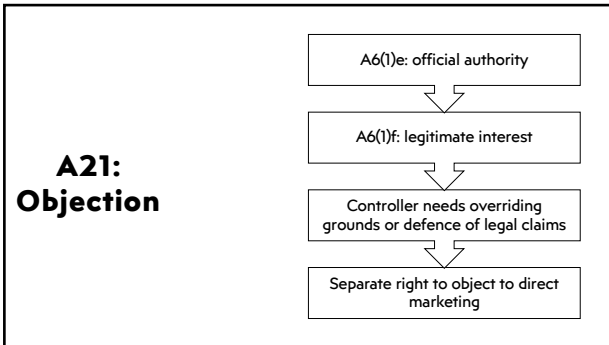 A21:
Objection
A6(1)e: official authority
A6(1)f: legitimate interest
Controller needs overriding
grounds or defence of legal claims
Separate right to object to direct
marketing